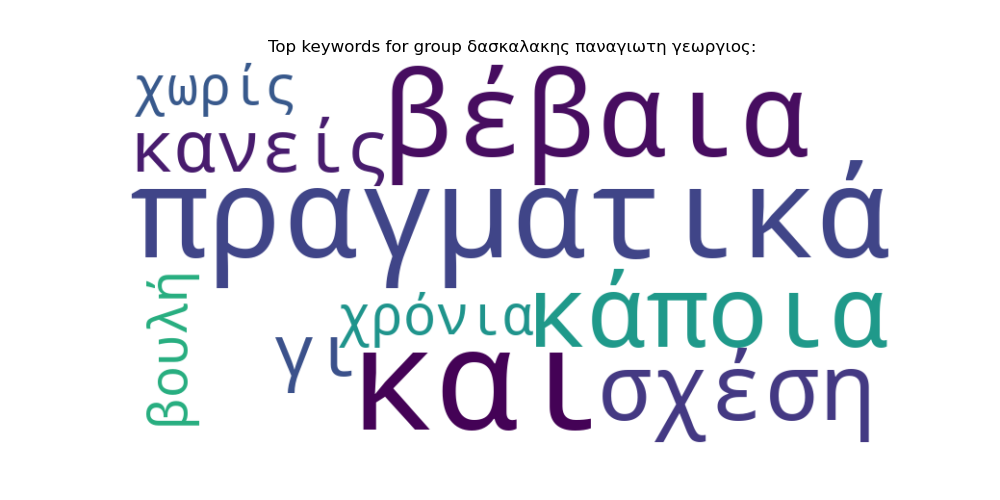 Top keywords for group δασκαλακης παναγιωτη γεωργιος:
χωρίς
βέβαια
κανείς
πραγματικά
βουλή
χρόνια
κάποια
γι
και
σχέση